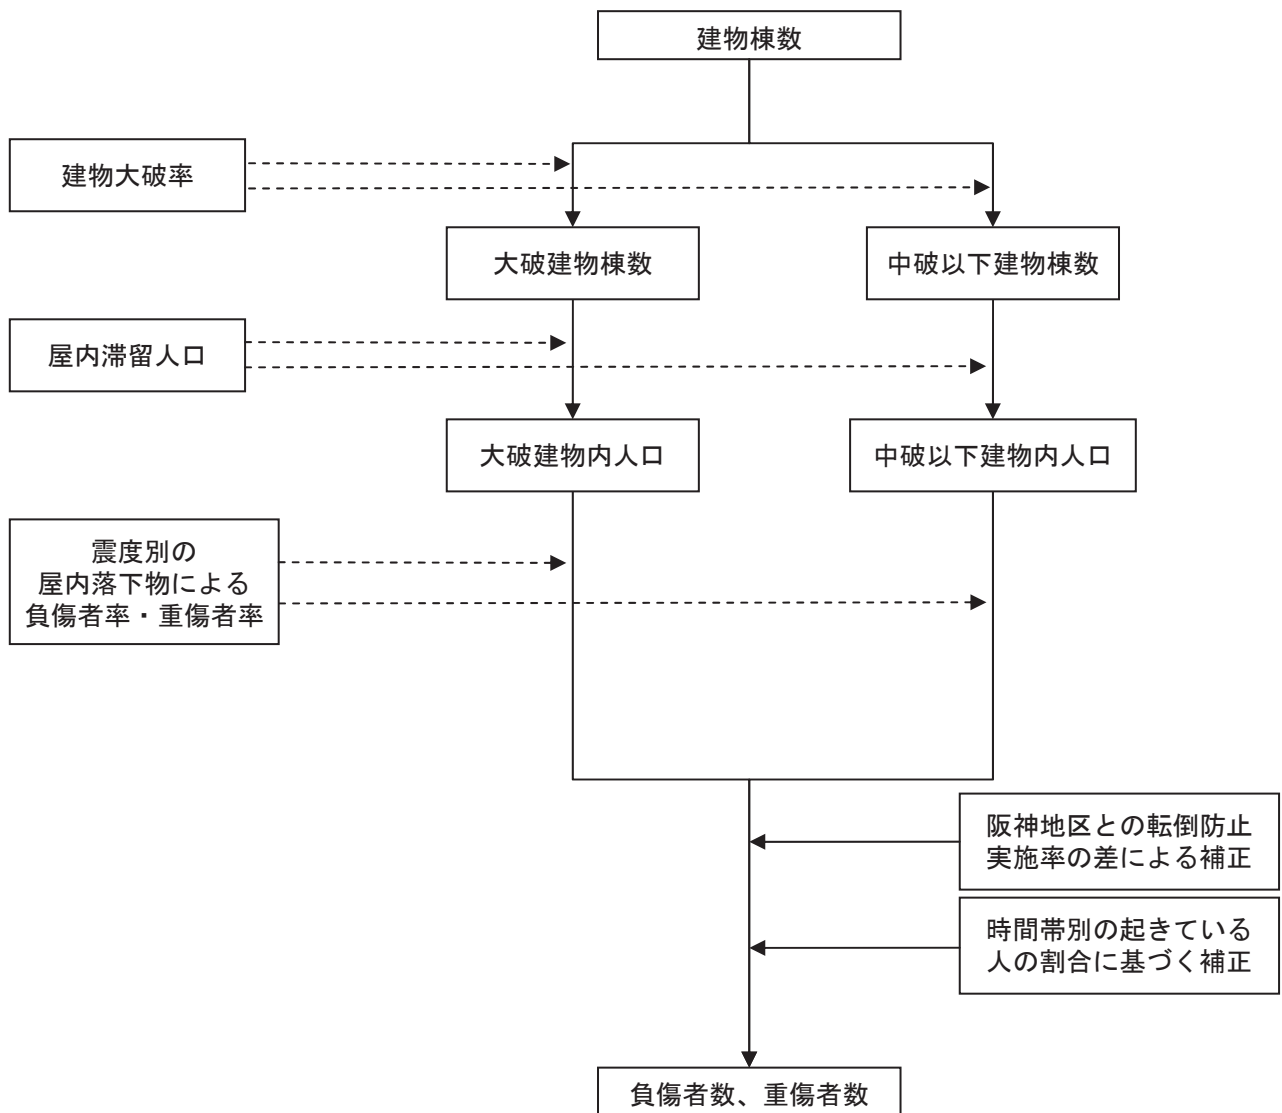 建物棟数
建物大破率
大破建物棟数
中破以下建物棟数
屋内滞留人口
大破建物内人口
中破以下建物内人口
震度別の
屋内落下物による
負傷者率・重傷者率
阪神地区との転倒防止
実施率の差による補正
時間帯別の起きている
人の割合に基づく補正
負傷者数、重傷者数